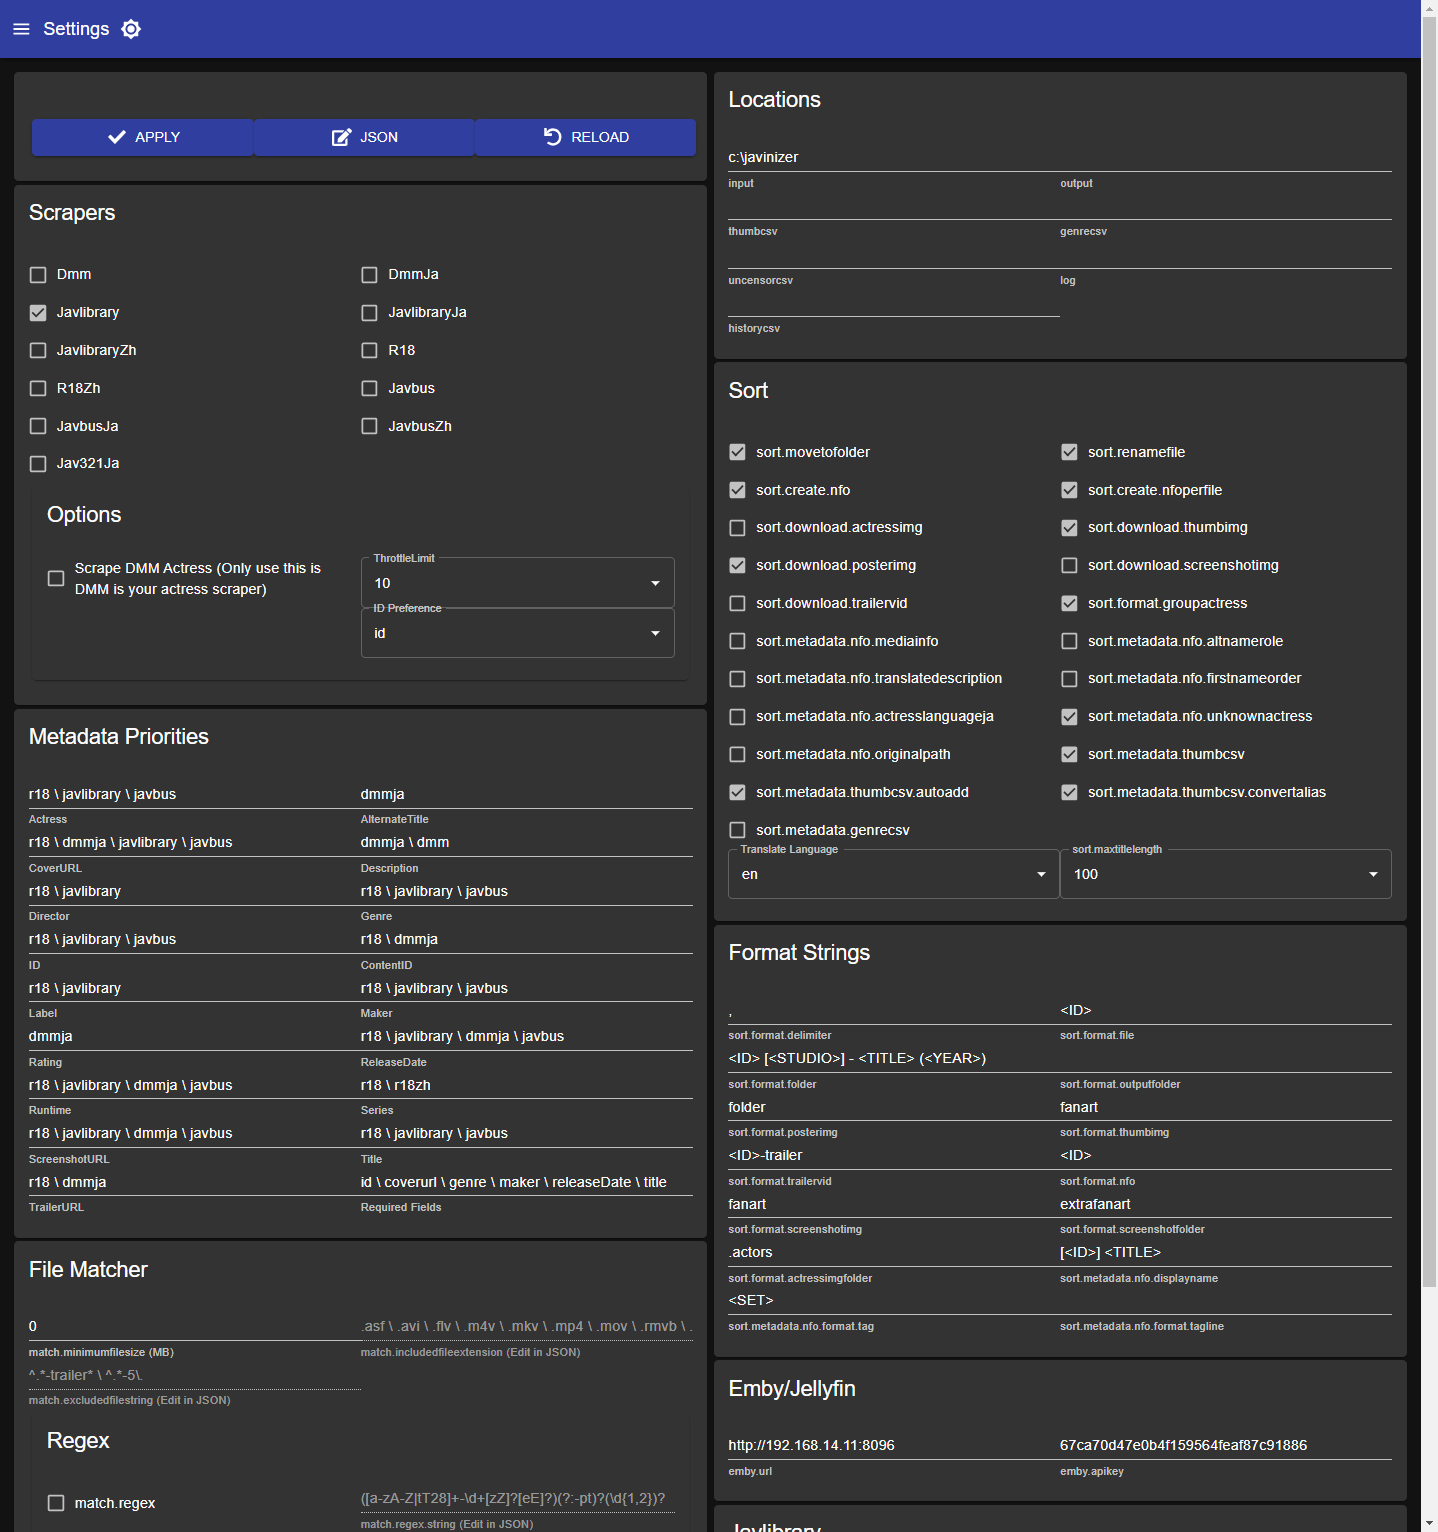 Settings
APPLY
JSON
RELOAD
Scrapers
Dmm
DmmJa
Javlibrary
JavlibraryJa
JavlibraryZh
R18
R18Zh
Javbus
JavbusJa
JavbusZh
Jav321Ja
Options
Scrape DMM Actress (Only use this is
DMM is your actress scraper)
ThrottleLimit
10
ID Preference
id
Metadata Priorities
r18 \ javlibrary \ javbus
dmmja
Actress
AlternateTitle
r18 \ dmmja \ javlibrary \ javbus
dmmja \ dmm
CoverURL
Description
r18 \ javlibrary
r18 \ javlibrary \ javbus
Director
Genre
r18 \ javlibrary \ javbus
r18 \ dmmja
ID
ContentID
r18 \ javlibrary
r18 \ javlibrary \ javbus
Label
Maker
dmmja
r18 \ javlibrary \ dmmja \ javbus
Rating
ReleaseDate
r18 \ javlibrary \ dmmja \ javbus
r18 \ r18zh
Runtime
Series
r18 \ javlibrary \ dmmja \ javbus
r18 \ javlibrary \ javbus
ScreenshotURL
Title
r18 \ dmmja
id \ coverurl \ genre \ maker \ releaseDate \ title
TrailerURL
Required Fields
File Matcher
0
.asf \ .avi \ .flv \ .m4v \ .mkv \ .mp4 \ .mov \ .rmvb \ .
match.minimumfilesize (MB)
match.includedfileextension (Edit in JSON)
^.*-trailer* \ ^.*-5\.
match.excludedfilestring (Edit in JSON)
Regex
match.regex
([a-zA-Z|tT28]+-\d+[zZ]?[eE]?)(?:-pt)?(\d{1,2})?
match.regex.string (Edit in JSON)
Locations
c:\javinizer
input
output
thumbcsv
genrecsv
uncensorcsv
log
historycsv
Sort
sort.movetofolder
sort.renamefile
sort.create.nfo
sort.create.nfoperfile
sort.download.actressimg
sort.download.thumbimg
sort.download.posterimg
sort.download.screenshotimg
sort.download.trailervid
sort.format.groupactress
sort.metadata.nfo.mediainfo
sort.metadata.nfo.altnamerole
sort.metadata.nfo.translatedescription
sort.metadata.nfo.firstnameorder
sort.metadata.nfo.actresslanguageja
sort.metadata.nfo.unknownactress
sort.metadata.nfo.originalpath
sort.metadata.thumbcsv
sort.metadata.thumbcsv.autoadd
sort.metadata.thumbcsv.convertalias
sort.metadata.genrecsv
Translate Language
en
sort.maxtitlelength
100
Format Strings
,
<ID>
sort.format.delimiter
sort.format.file
<ID> [<STUDIO>] - <TITLE> (<YEAR>)
sort.format.folder
sort.format.outputfolder
folder
fanart
sort.format.posterimg
sort.format.thumbimg
<ID>-trailer
<ID>
sort.format.trailervid
sort.format.nfo
fanart
extrafanart
sort.format.screenshotimg
sort.format.screenshotfolder
.actors
[<ID>] <TITLE>
sort.format.actressimgfolder
sort.metadata.nfo.displayname
<SET>
sort.metadata.nfo.format.tag
sort.metadata.nfo.format.tagline
Emby/Jellyfin
http://192.168.14.11:8096
67ca70d47e0b4f159564feaf87c91886
emby.url
emby.apikey
Javlibrary